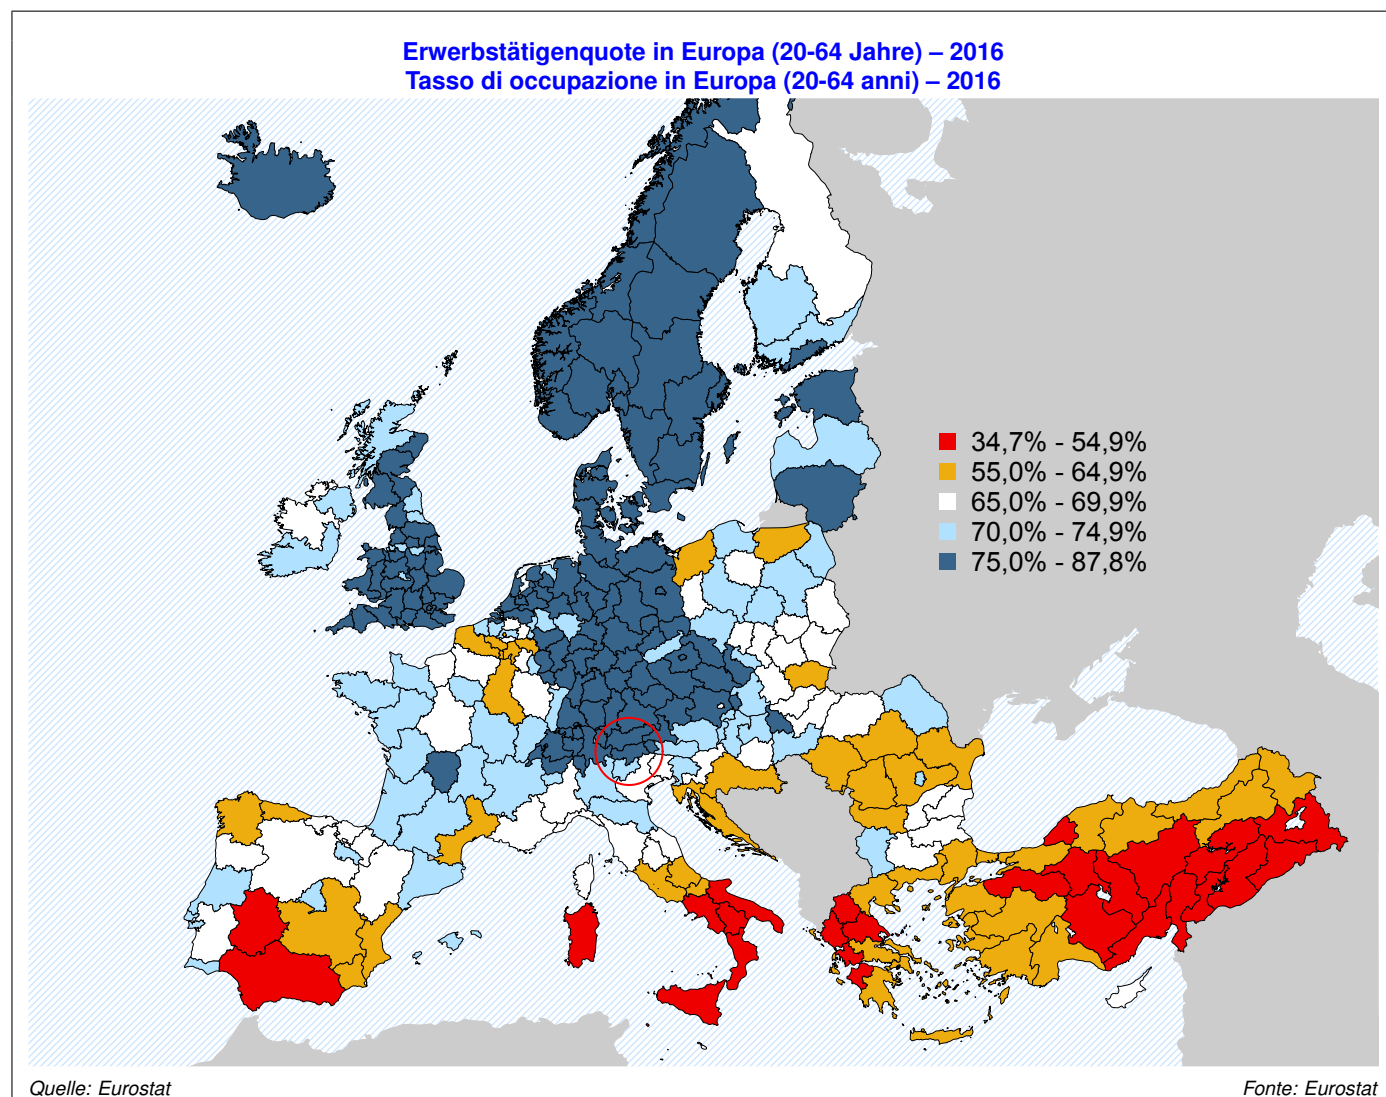 Erwerbstätigenquote in Europa (20-64 Jahre) – 2016
Tasso di occupazione in Europa (20-64 anni) – 2016
34,7% - 54,9%
55,0% - 64,9%
65,0% - 69,9%
70,0% - 74,9%
75,0% - 87,8%
Quelle: Eurostat
Fonte: Eurostat